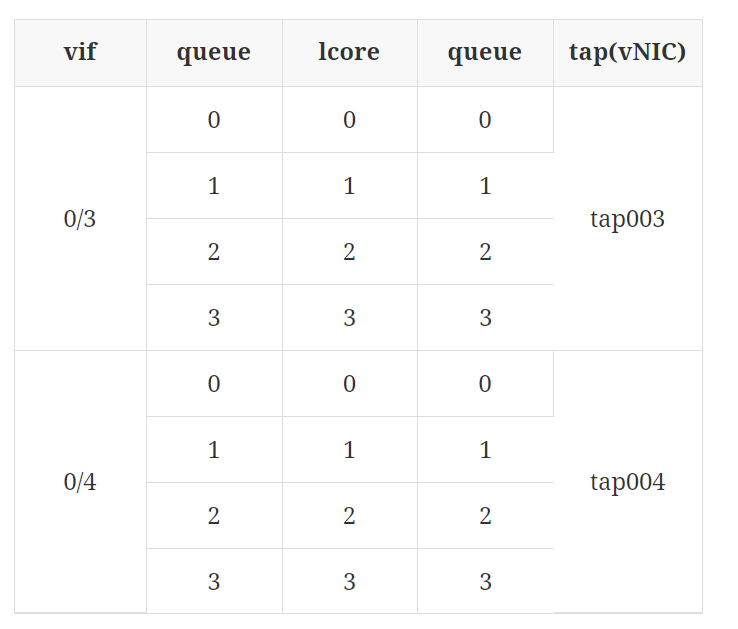 vif queue lcore queue tap(vNIC)
0 0 0
1 1 1
0/3 tap003
2 2 2
3 3 3
0 0 0
1 1 1
0/4 tap004
2 2 2
3 3 3